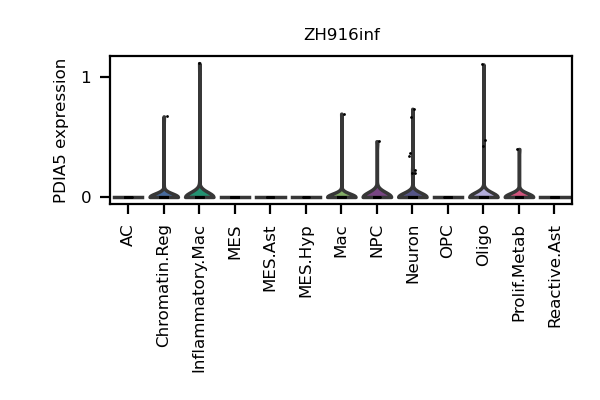 ZH916inf
PDIA5 expression
1
0
AC
Chromatin.Reg
Inflammatory.Mac
MES
MES.Ast
MES.Hyp
Mac
NPC
Neuron
OPC
Oligo
Prolif.Metab
Reactive.Ast